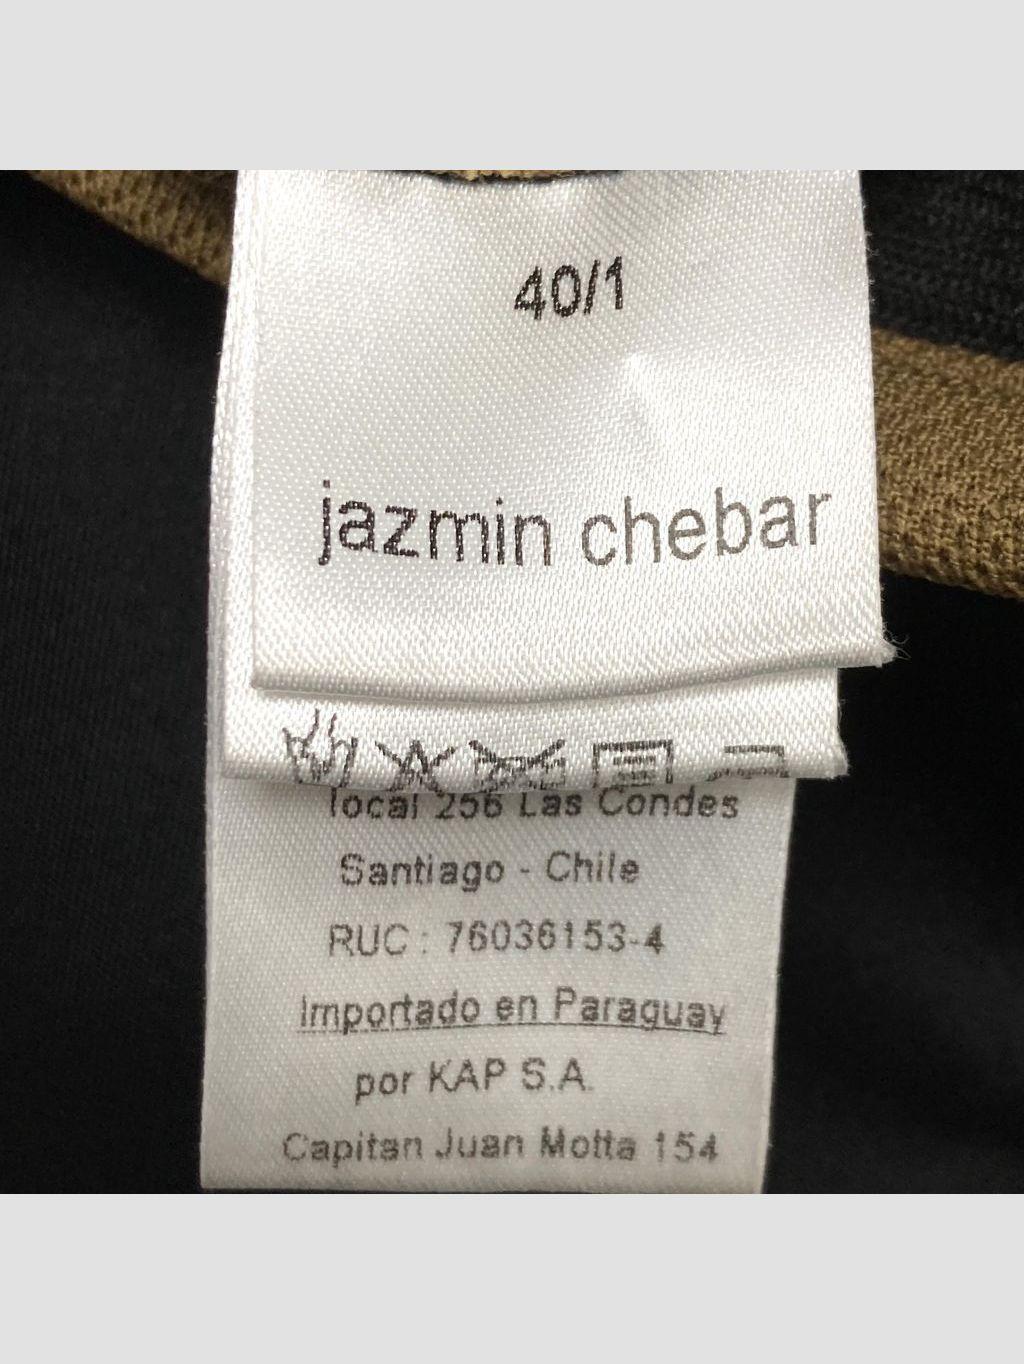 40/1
jazmin chebar
local 256 Las Condes
Santiago - Chile
RUC : 76036153-4
Importado en Paraguay
por KAP S.A.
Capitan Juan Motta 154